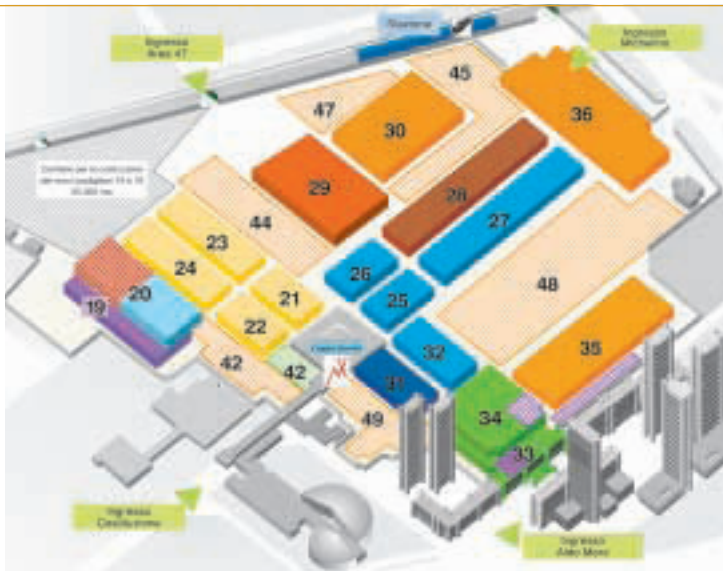 Ingresso
Area 47
Stazione
Ingresso
Michelino
45
47
30
36
29
28
27
44
23
24
26
21
25
48
20
19
22
32
42
42
31
35
49
34
33
Ingresso
Costituzione
Ingresso
Aldo Moro